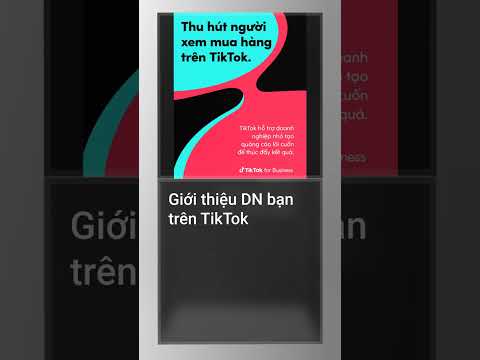 Thu hút người
xem mua hàng
trên TikTok.
TikTok hỗ trợ doanh
nghiệp nhỏ tạo
quảng cáo lôi cuốn
để thúc đẩy kết quả.
TikTok for Business
Giới thiệu DN bạn
trên TikTok